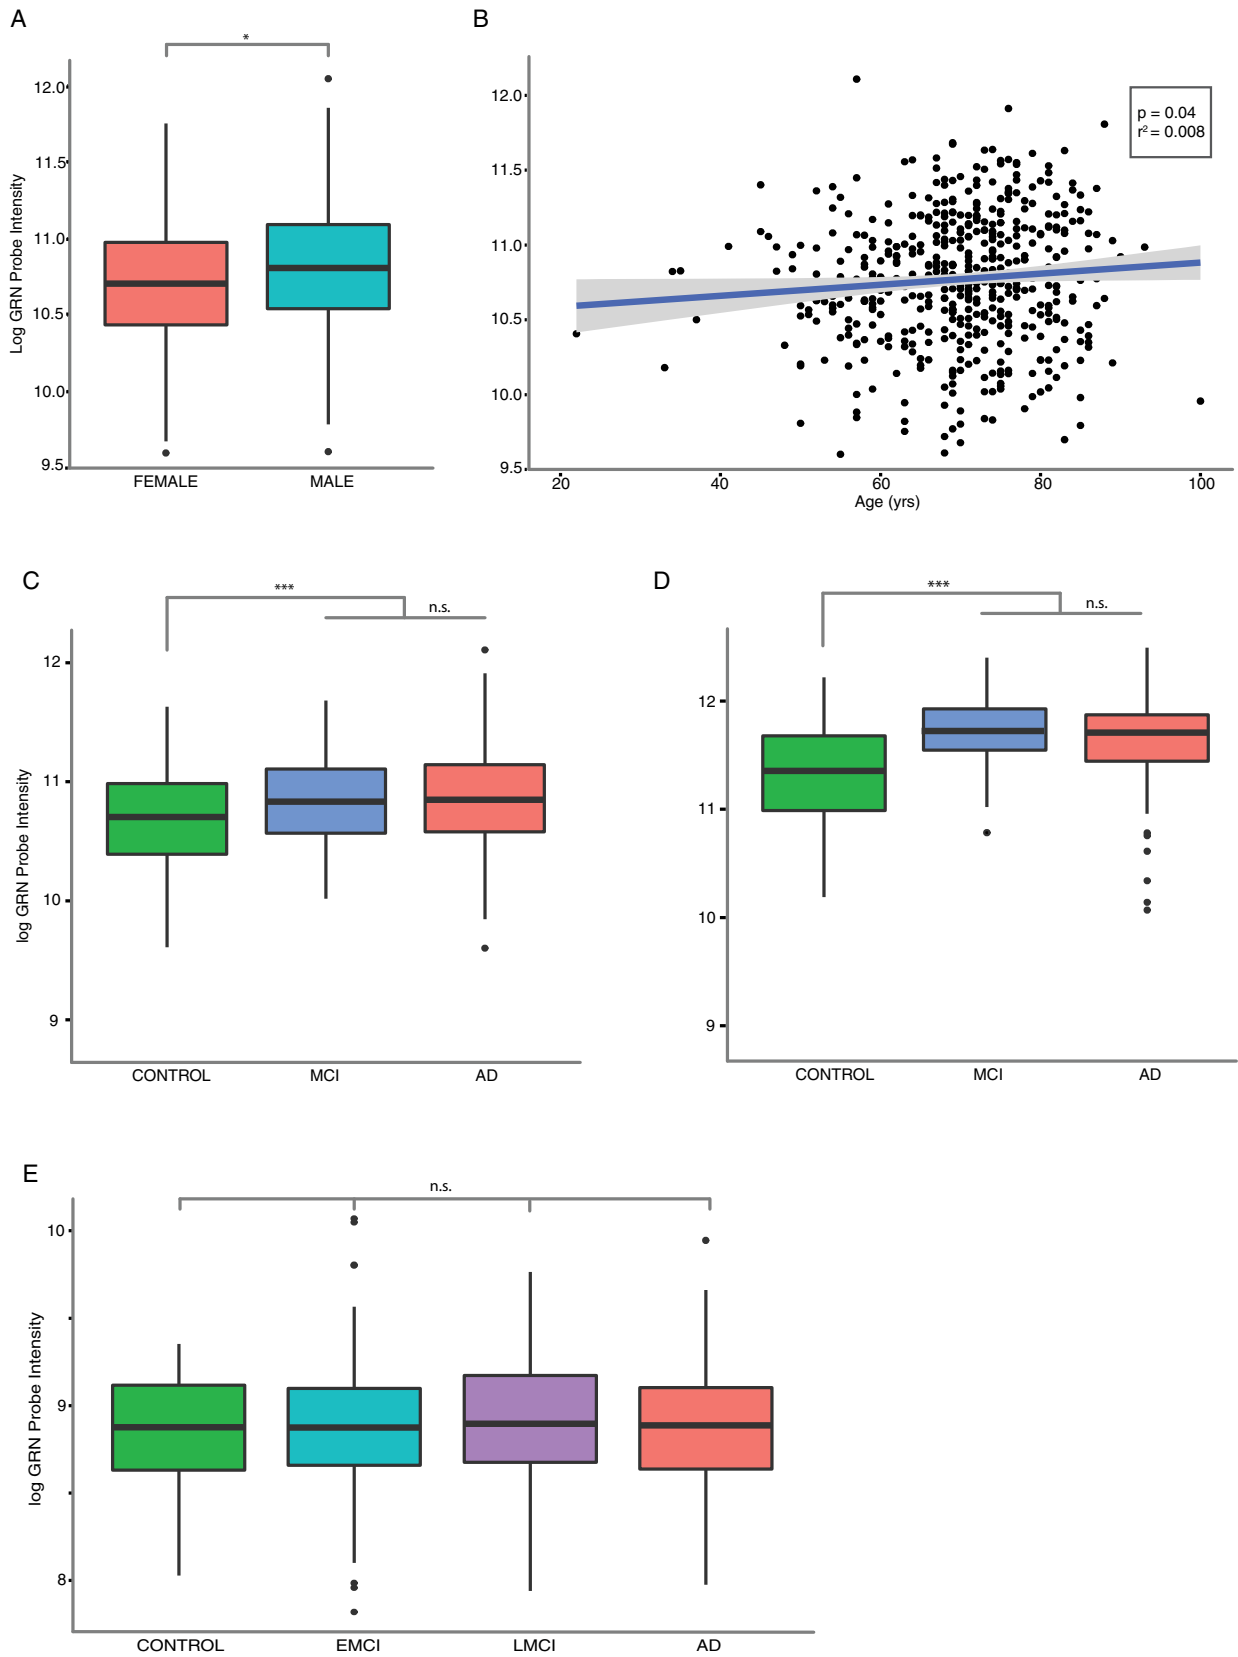 A
*
Log GRN Probe Intensity
12.0
11.5
11.0
10.5
10.0
9.5
FEMALE MALE
B
12.0
11.5
11.0
10.5
10.0
9.5
p = 0.04
r² = 0.008
20 40 60 80 100
Age (yrs)
C
***
n.s.
log GRN Probe Intensity
12
11
10
9
CONTROL MCI AD
D
***
n.s.
12
11
10
9
CONTROL MCI AD
E
n.s.
log GRN Probe Intensity
10
9
8
CONTROL EMCI LMCI AD